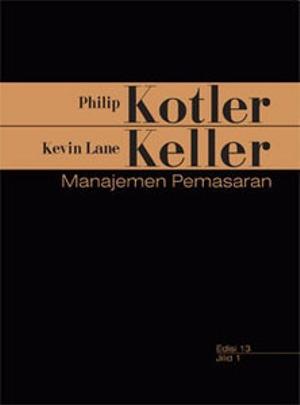 Philip Kotler
Kevin Lane Keller
Manajemen Pemasaran
Edisi 13
Jilid 1